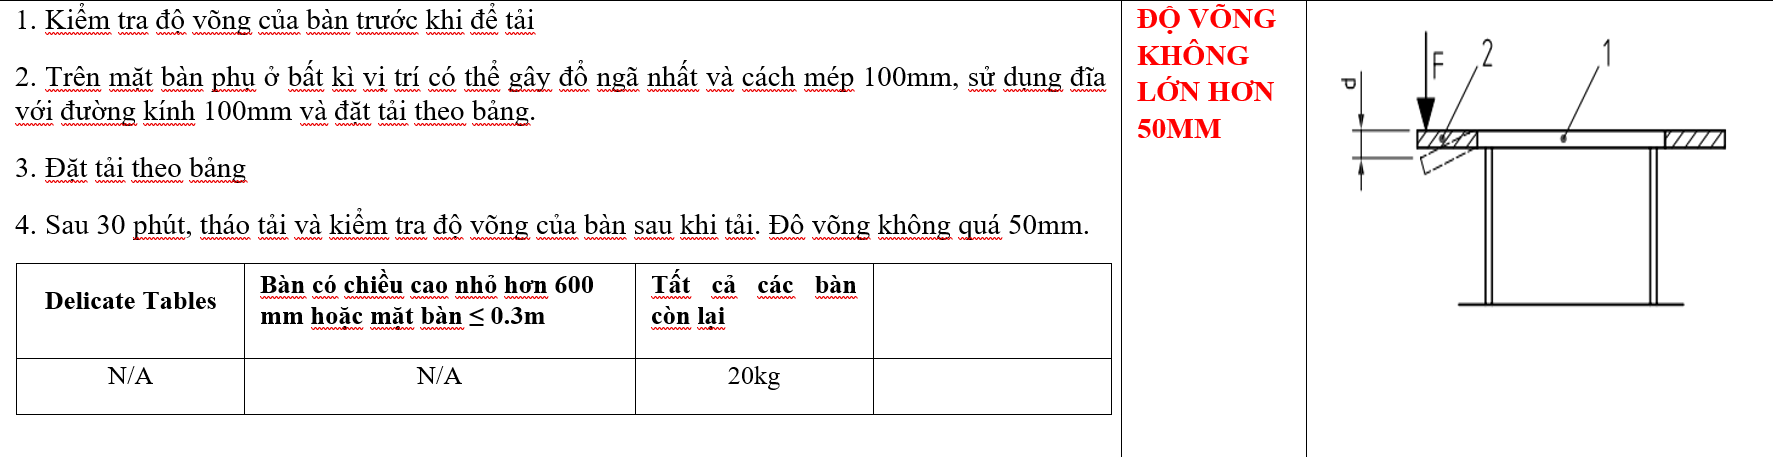 1. Kiểm tra độ võng của bàn trước khi để tải
2. Trên mặt bàn phụ ở bất kì vị trí có thể gây đổ ngã nhất và cách mép 100mm, sử dụng đĩa
với đường kính 100mm và đặt tải theo bảng.
3. Đặt tải theo bảng
4. Sau 30 phút, tháo tải và kiểm tra độ võng của bàn sau khi tải. Đô võng không quá 50mm.
Delicate Tables
Bàn có chiều cao nhỏ hơn 600
mm hoặc mặt bàn ≤ 0.3m
Tất cả các bàn
còn lại
N/A
N/A
20kg
ĐỘ VÕNG
KHÔNG
LỚN HƠN
50MM
d
F
2
1